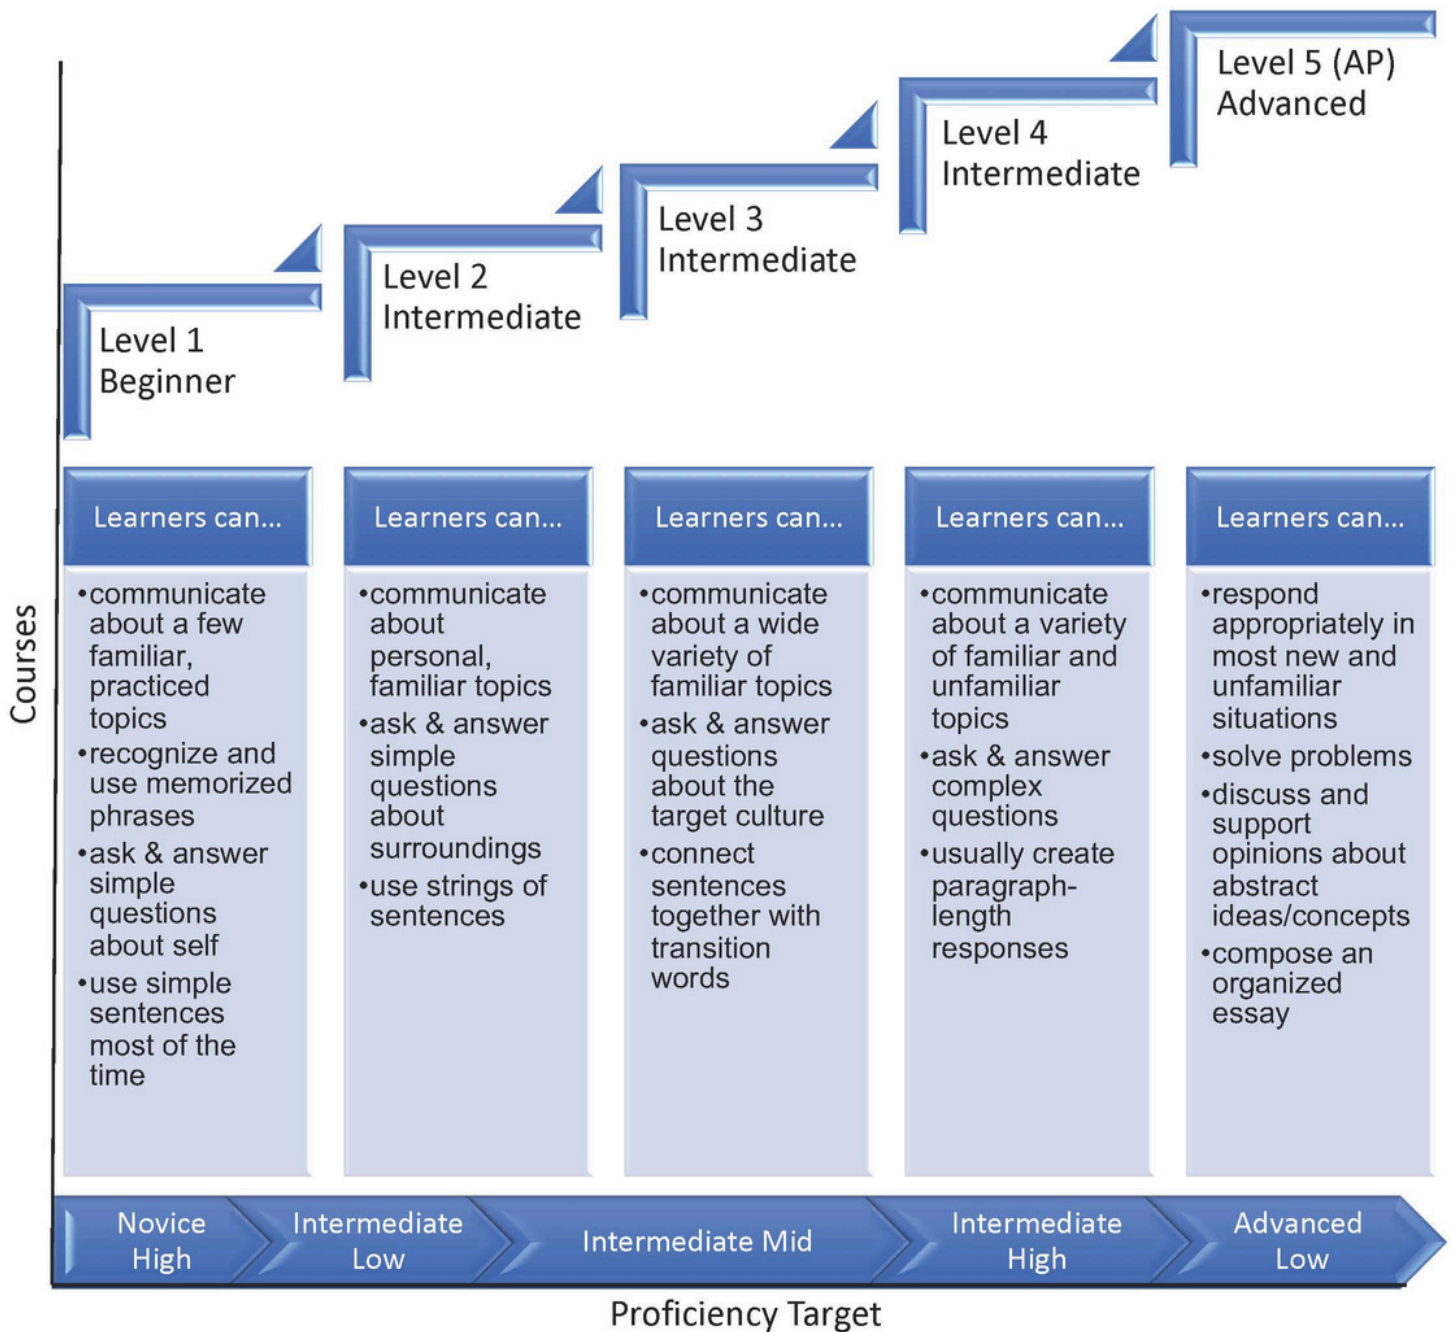 Level 1
Beginner
Level 2
Intermediate
Level 3
Intermediate
Level 4
Intermediate
Level 5 (AP)
Advanced
Courses
Learners can...
•communicate
about a few
familiar,
practiced
topics
•recognize and
use memorized
phrases
•ask & answer
simple
questions
about self
•use simple
sentences
most of the
time
Learners can...
•communicate
about
personal,
familiar topics
•ask & answer
simple
questions
about
surroundings
•use strings of
sentences
Learners can...
•communicate
about a wide
variety of
familiar topics
•ask & answer
questions
about the
target culture
•connect
sentences
together with
transition
words
Learners can...
•communicate
about a variety
of familiar and
unfamiliar
topics
•ask & answer
complex
questions
•usually create
paragraph-
length
responses
Learners can...
•respond
appropriately in
most new and
unfamiliar
situations
•solve problems
•discuss and
support
opinions about
abstract
ideas/concepts
•compose an
organized
essay
Novice
High
Intermediate
Low
Intermediate Mid
Intermediate
High
Advanced
Low
Proficiency Target